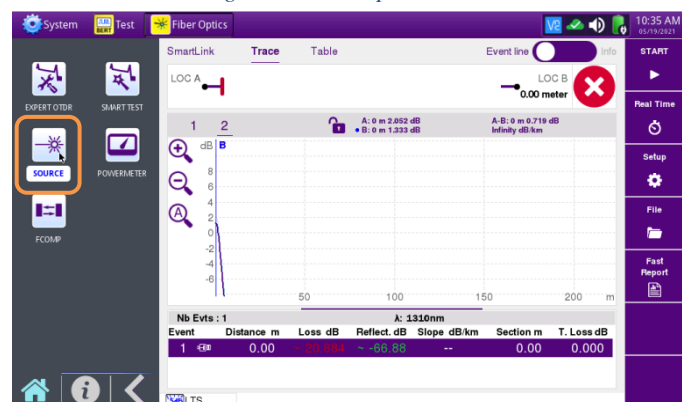 System
Test
Fiber Optics
10:35 AM
05/19/2021
EXPERT OTDR
SMART TEST
SOURCE
POWERMETER
FCOMP
SmartLink Trace Table Event line Info
LOC A
LOC B
0.00 meter
1 2
A: 0 m 2.052 dB
B: 0 m 1.333 dB
A-B: 0 m 0.719 dB
Infinity dB/km
dB B
8
6
4
2
0
-2
-4
-6
50 100 150 200 m
Nb Evts : 1 λ: 1310nm
Event Distance m Loss dB Reflect. dB Slope dB/km Section m T. Loss dB
1 0.00 ~ 20.684 ~ -66.88 -- 0.00 0.000
LTS
START
Real Time
Setup
File
Fast
Report